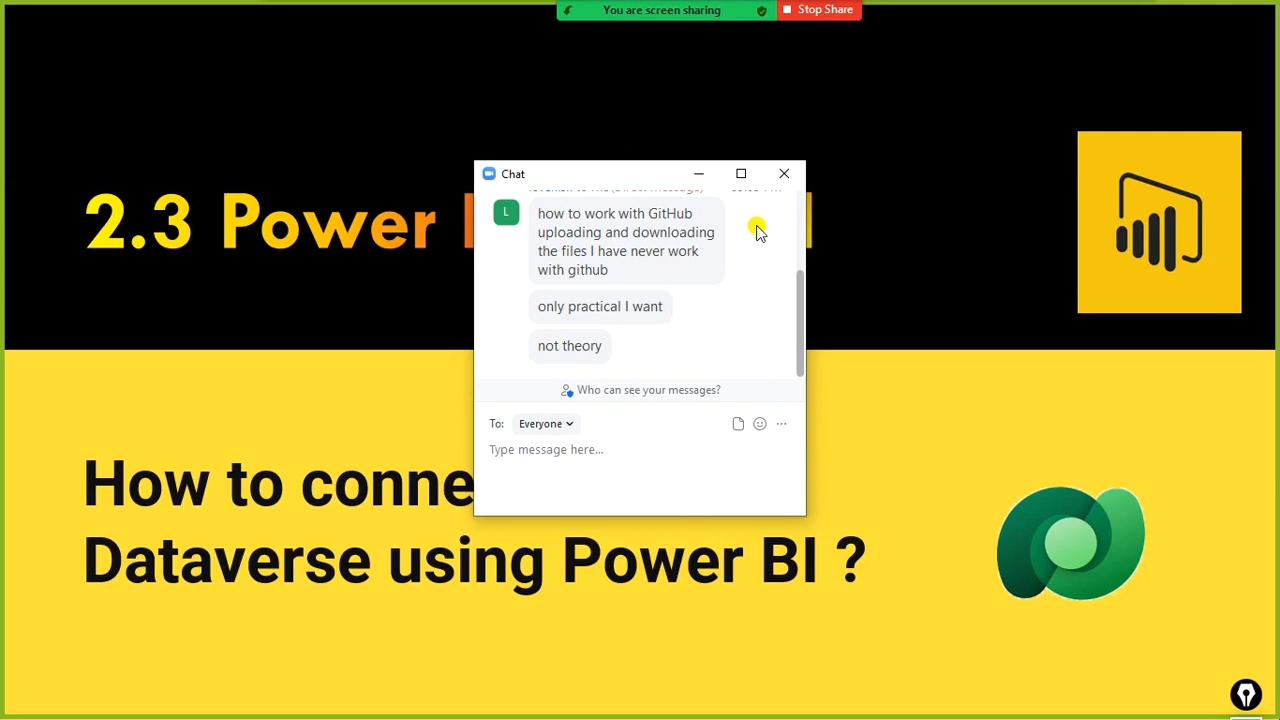 You are screen sharing
Stop Share
Chat
2.3 Power
L
how to work with GitHub
uploading and downloading
the files I have never work
with github
only practical I want
not theory
Who can see your messages?
To: Everyone
Type message here...
How to conne
Dataverse using Power BI ?